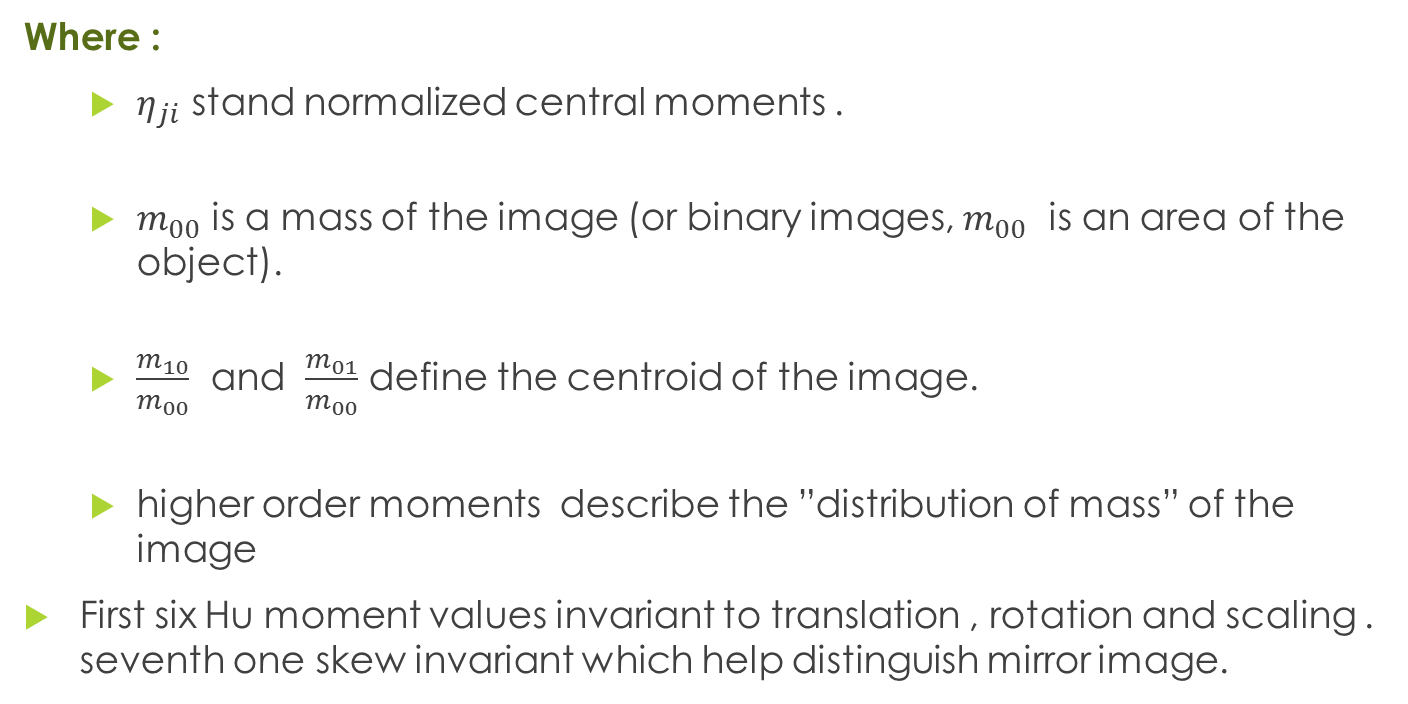 Where :
η_ji stand normalized central moments .
m_00 is a mass of the image (or binary images, m_00 is an area of the
object).
m_10/m_00 and m_01/m_00 define the centroid of the image.
higher order moments describe the ”distribution of mass” of the
image
First six Hu moment values invariant to translation , rotation and scaling .
seventh one skew invariant which help distinguish mirror image.